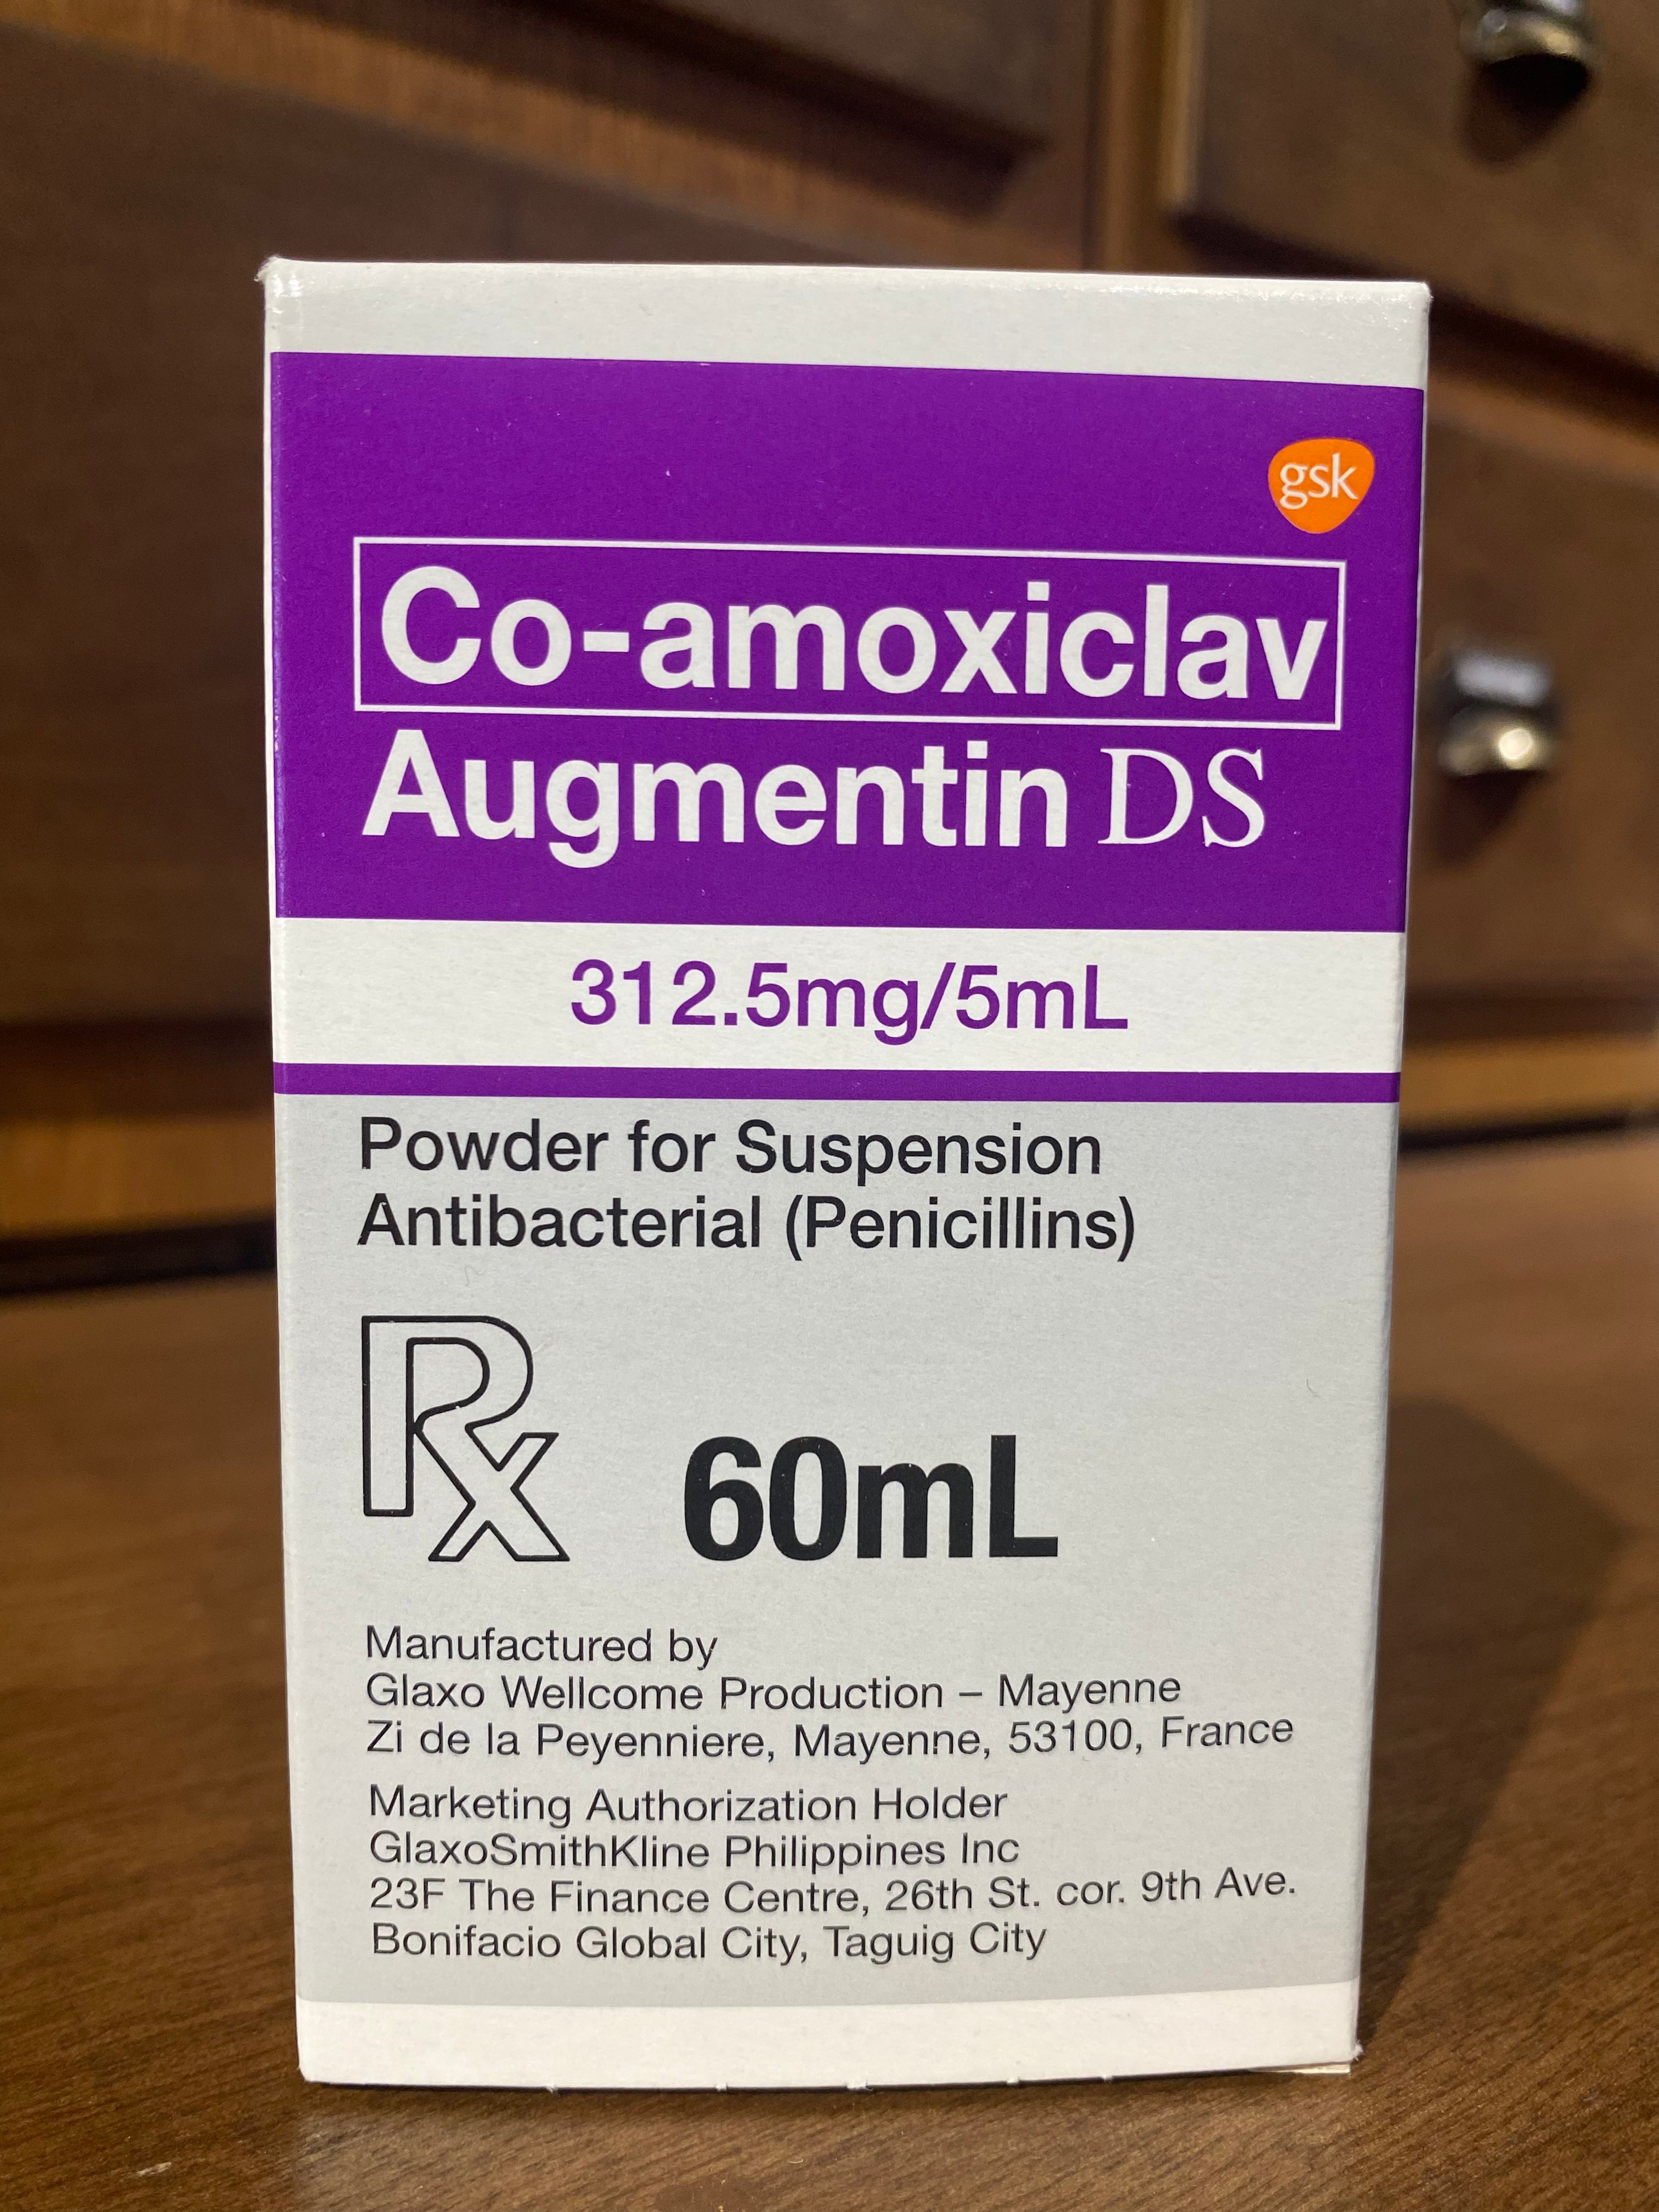 gsk
Co-amoxiclav
Augmentin DS
312.5mg/5mL
Powder for Suspension
Antibacterial (Penicillins)
Rx
60mL
Manufactured by
Glaxo Wellcome Production – Mayenne
Zi de la Peyenniere, Mayenne, 53100, France
Marketing Authorization Holder
GlaxoSmithKline Philippines Inc
23F The Finance Centre, 26th St. cor. 9th Ave.
Bonifacio Global City, Taguig City